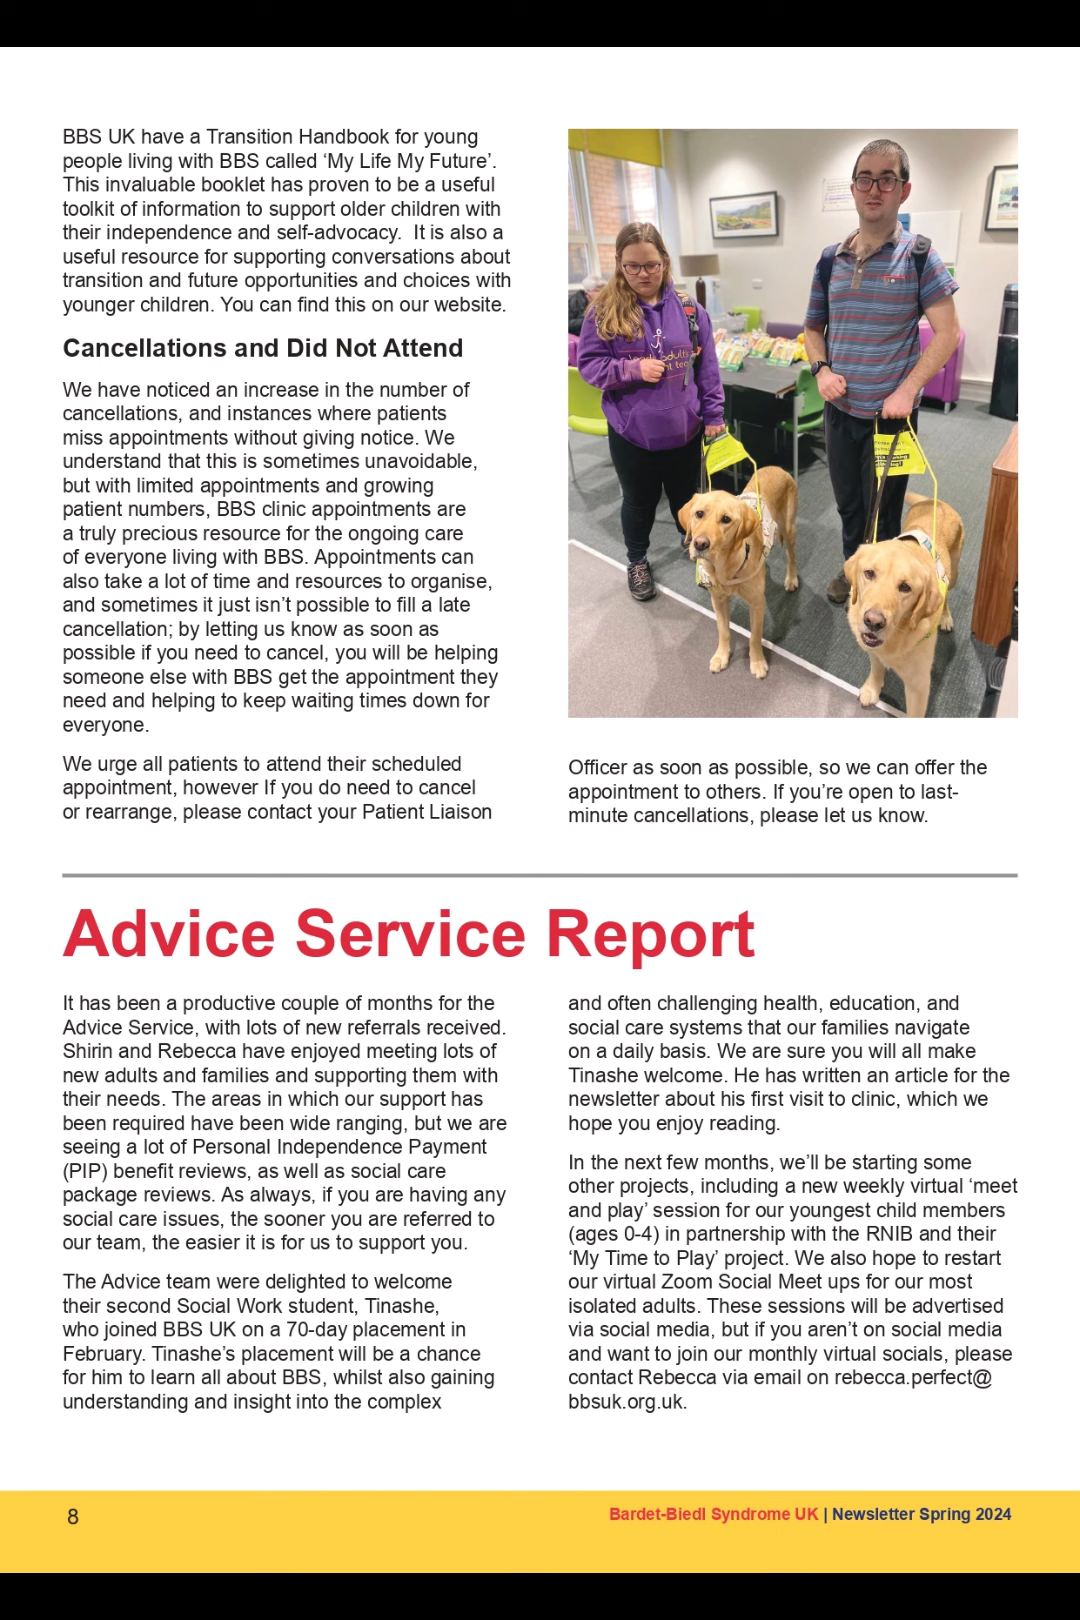 BBS UK have a Transition Handbook for young
people living with BBS called ‘My Life My Future’.
This invaluable booklet has proven to be a useful
toolkit of information to support older children with
their independence and self-advocacy.  It is also a
useful resource for supporting conversations about
transition and future opportunities and choices with
younger children. You can find this on our website.
Cancellations and Did Not Attend
We have noticed an increase in the number of
cancellations, and instances where patients
miss appointments without giving notice. We
understand that this is sometimes unavoidable,
but with limited appointments and growing
patient numbers, BBS clinic appointments are
a truly precious resource for the ongoing care
of everyone living with BBS. Appointments can
also take a lot of time and resources to organise,
and sometimes it just isn’t possible to fill a late
cancellation; by letting us know as soon as
possible if you need to cancel, you will be helping
someone else with BBS get the appointment they
need and helping to keep waiting times down for
everyone.
We urge all patients to attend their scheduled
appointment, however If you do need to cancel
or rearrange, please contact your Patient Liaison
Officer as soon as possible, so we can offer the
appointment to others. If you’re open to last-
minute cancellations, please let us know.
Advice Service Report
It has been a productive couple of months for the
Advice Service, with lots of new referrals received.
Shirin and Rebecca have enjoyed meeting lots of
new adults and families and supporting them with
their needs. The areas in which our support has
been required have been wide ranging, but we are
seeing a lot of Personal Independence Payment
(PIP) benefit reviews, as well as social care
package reviews. As always, if you are having any
social care issues, the sooner you are referred to
our team, the easier it is for us to support you.
The Advice team were delighted to welcome
their second Social Work student, Tinashe,
who joined BBS UK on a 70-day placement in
February. Tinashe’s placement will be a chance
for him to learn all about BBS, whilst also gaining
understanding and insight into the complex
and often challenging health, education, and
social care systems that our families navigate
on a daily basis. We are sure you will all make
Tinashe welcome. He has written an article for the
newsletter about his first visit to clinic, which we
hope you enjoy reading.
In the next few months, we’ll be starting some
other projects, including a new weekly virtual ‘meet
and play’ session for our youngest child members
(ages 0-4) in partnership with the RNIB and their
‘My Time to Play’ project. We also hope to restart
our virtual Zoom Social Meet ups for our most
isolated adults. These sessions will be advertised
via social media, but if you aren’t on social media
and want to join our monthly virtual socials, please
contact Rebecca via email on rebecca.perfect@
bbsuk.org.uk.
8
Bardet-Biedl Syndrome UK | Newsletter Spring 2024